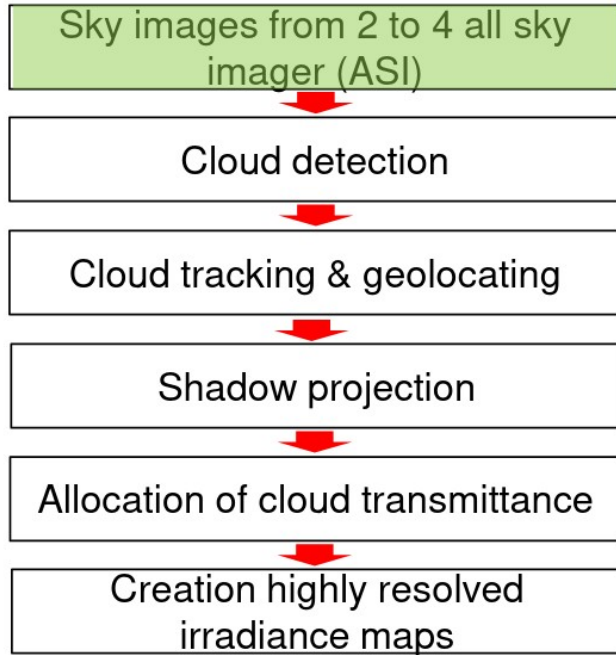 Sky images from 2 to 4 all sky
imager (ASI)
Cloud detection
Cloud tracking & geolocating
Shadow projection
Allocation of cloud transmittance
Creation highly resolved
irradiance maps